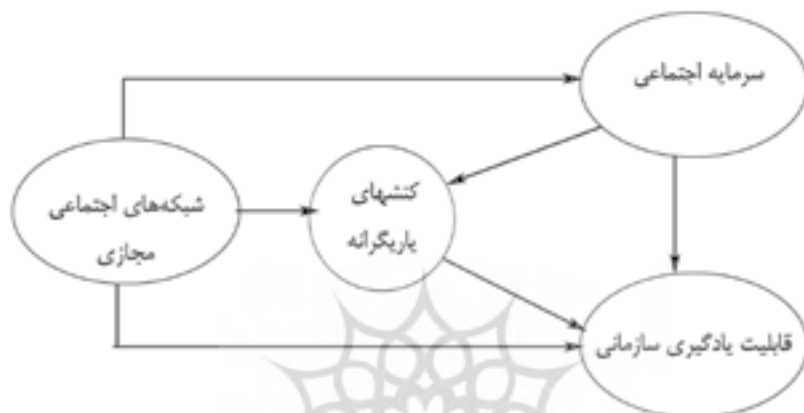 سرمایه اجتماعی
شبکه‌های اجتماعی
مجازی
کنشهای
یاریگرانه
قابلیت یادگیری سازمانی